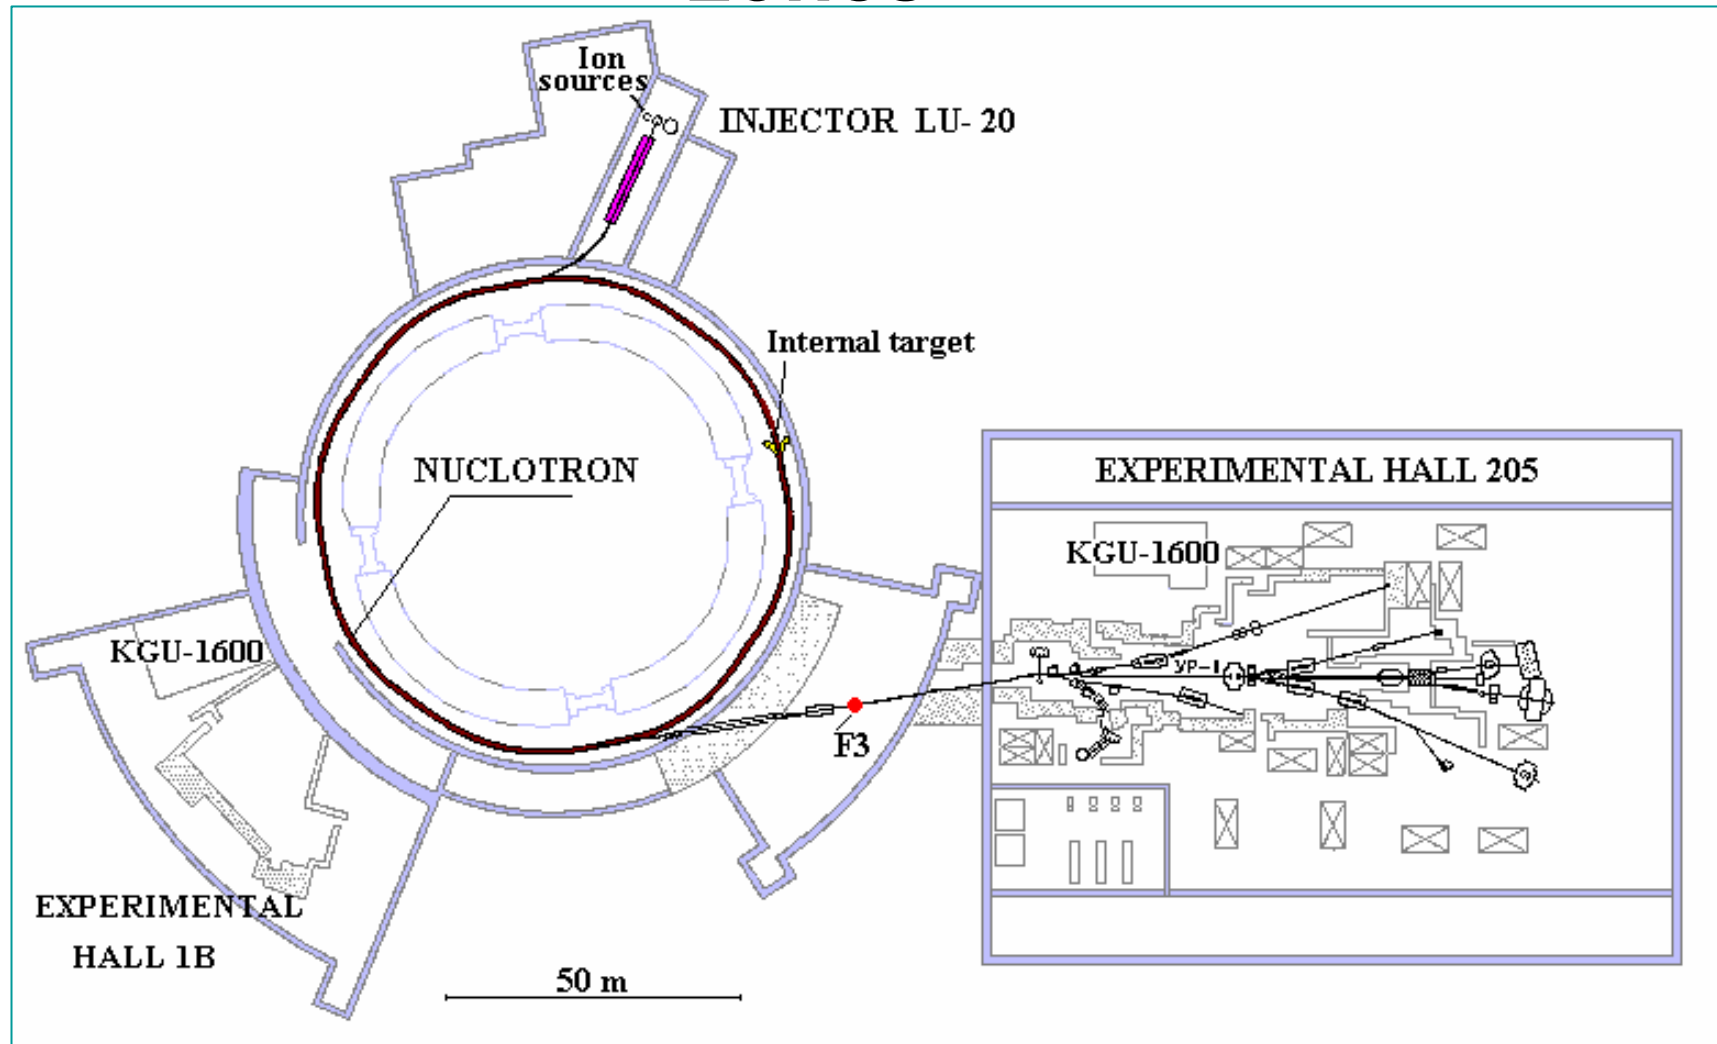 Ion
sources
INJECTOR LU- 20
Internal target
NUCLOTRON
EXPERIMENTAL HALL 205
KGU-1600
KGU-1600
F3
EXPERIMENTAL
HALL 1B
50 m